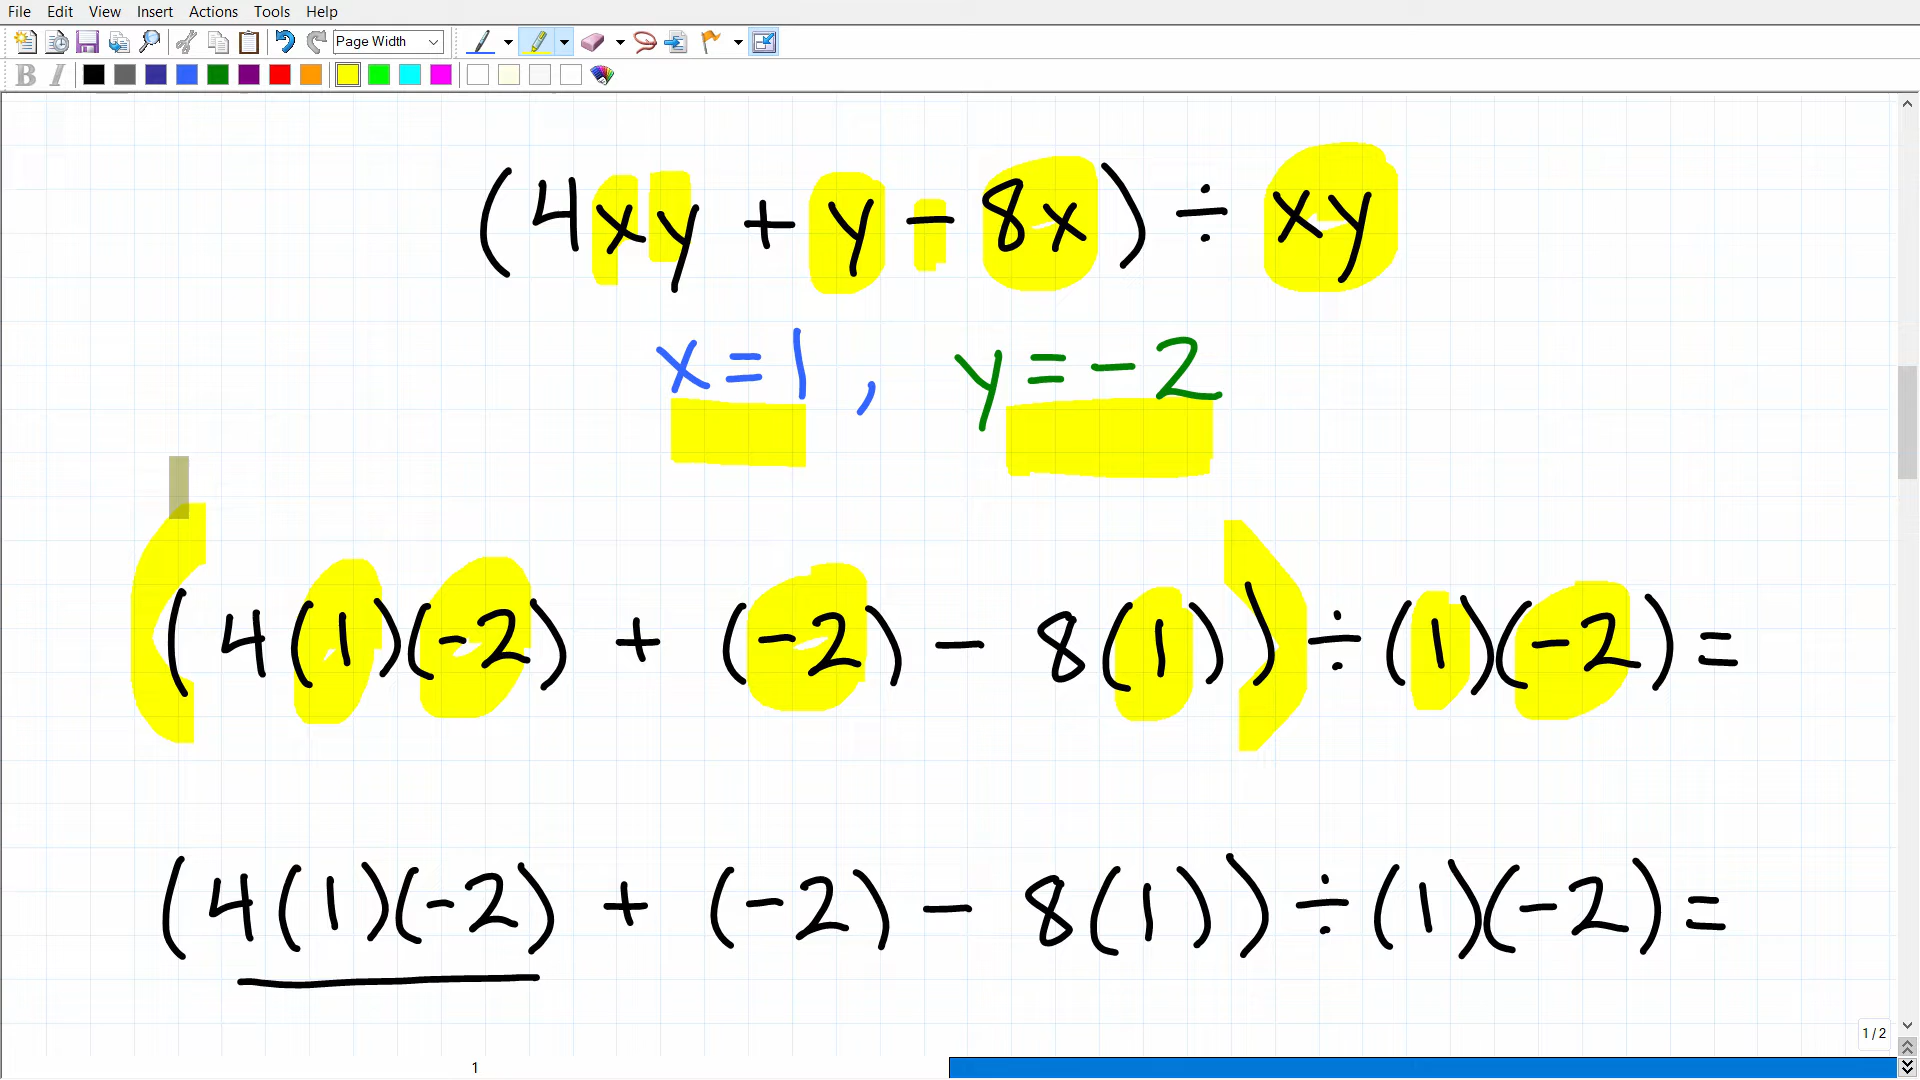 File Edit View Insert Actions Tools Help
Page Width
B I
(4xy + y - 8x) ÷ xy
x = 1 , y = -2
(4(1)(-2) + (-2) - 8(1)) ÷ (1)(-2) =
(4(1)(-2) + (-2) - 8(1)) ÷ (1)(-2) =
1 / 2
1